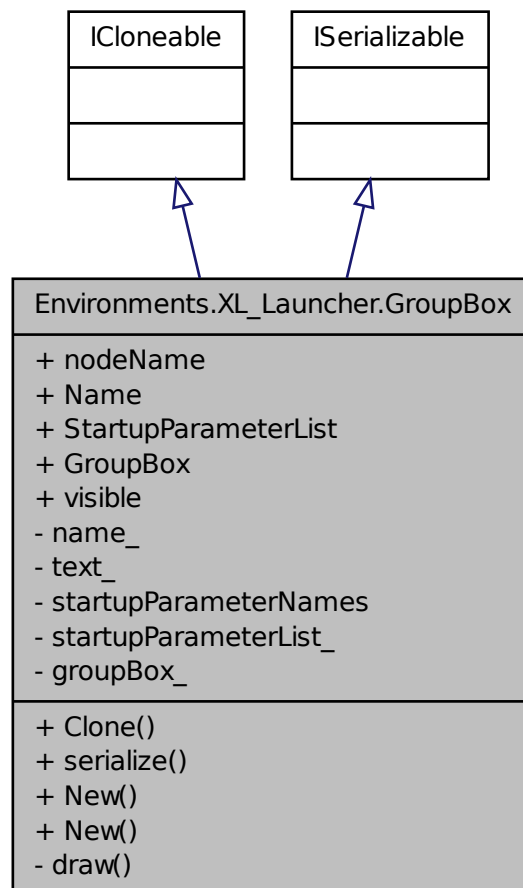 ICloneable
ISerializable
Environments.XL_Launcher.GroupBox
+ nodeName
+ Name
+ StartupParameterList
+ GroupBox
+ visible
- name_
- text_
- startupParameterNames
- startupParameterList_
- groupBox_
+ Clone()
+ serialize()
+ New()
+ New()
- draw()